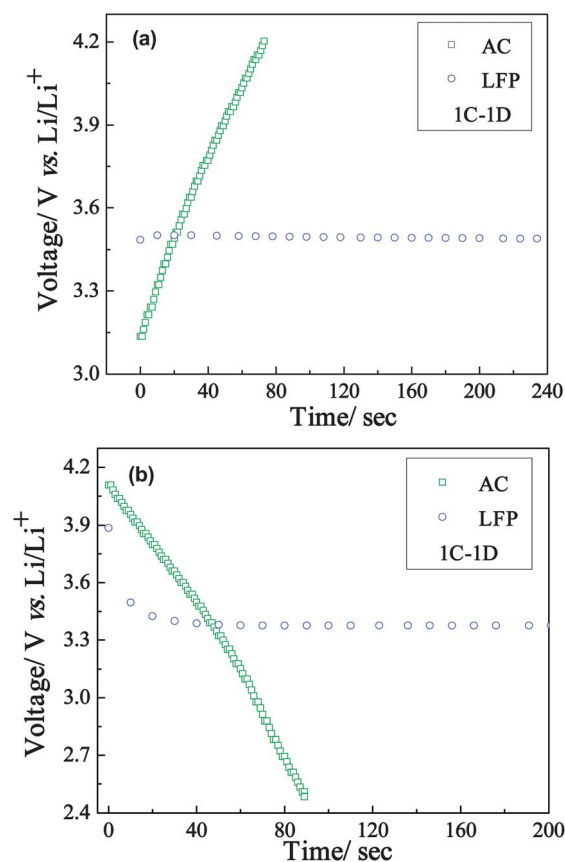 (a)
AC
LFP
1C-1D
4.2
3.9
3.6
3.3
3.0
Voltage/ V vs. Li/Li+
0 40 80 120 160 200 240
Time/ sec
(b)
AC
LFP
1C-1D
4.2
3.9
3.6
3.3
3.0
2.7
2.4
Voltage/ V vs. Li/Li+
0 40 80 120 160 200
Time/ sec